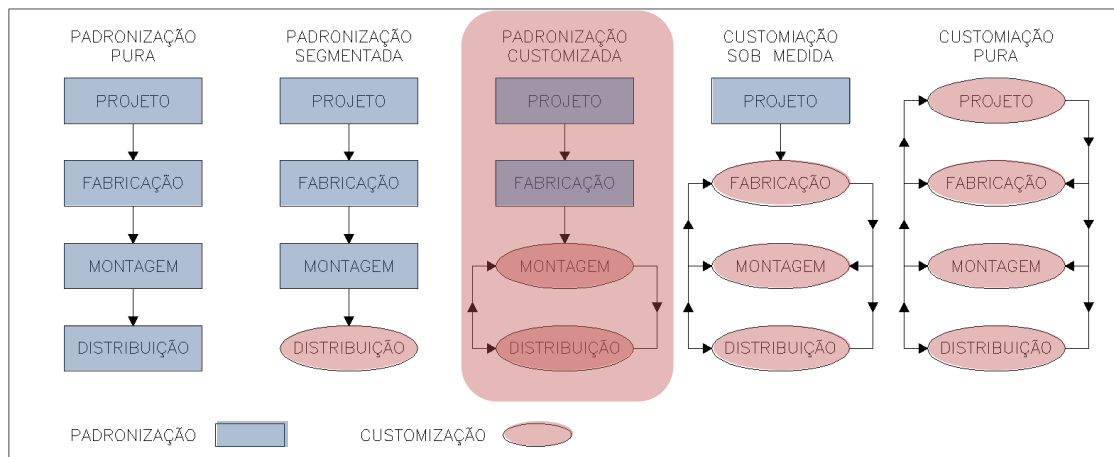 PADRONIZAÇÃO
PURA
PROJETO
FABRICAÇÃO
MONTAGEM
DISTRIBUIÇÃO
PADRONIZAÇÃO
SEGMENTADA
PROJETO
FABRICAÇÃO
MONTAGEM
DISTRIBUIÇÃO
PADRONIZAÇÃO
CUSTOMIZADA
PROJETO
FABRICAÇÃO
MONTAGEM
DISTRIBUIÇÃO
CUSTOMIAÇÃO
SOB MEDIDA
PROJETO
FABRICAÇÃO
MONTAGEM
DISTRIBUIÇÃO
CUSTOMIAÇÃO
PURA
PROJETO
FABRICAÇÃO
MONTAGEM
DISTRIBUIÇÃO
PADRONIZAÇÃO
CUSTOMIZAÇÃO